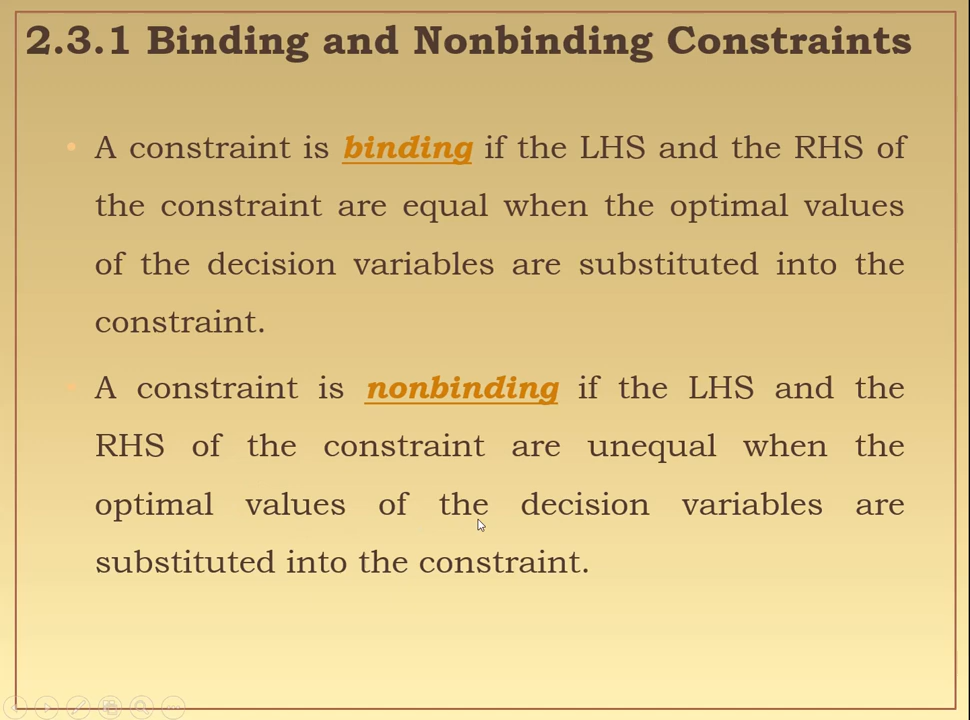 2.3.1 Binding and Nonbinding Constraints
• A constraint is binding if the LHS and the RHS of
the constraint are equal when the optimal values
of the decision variables are substituted into the
constraint.
• A constraint is nonbinding if the LHS and the
RHS of the constraint are unequal when the
optimal values of the decision variables are
substituted into the constraint.